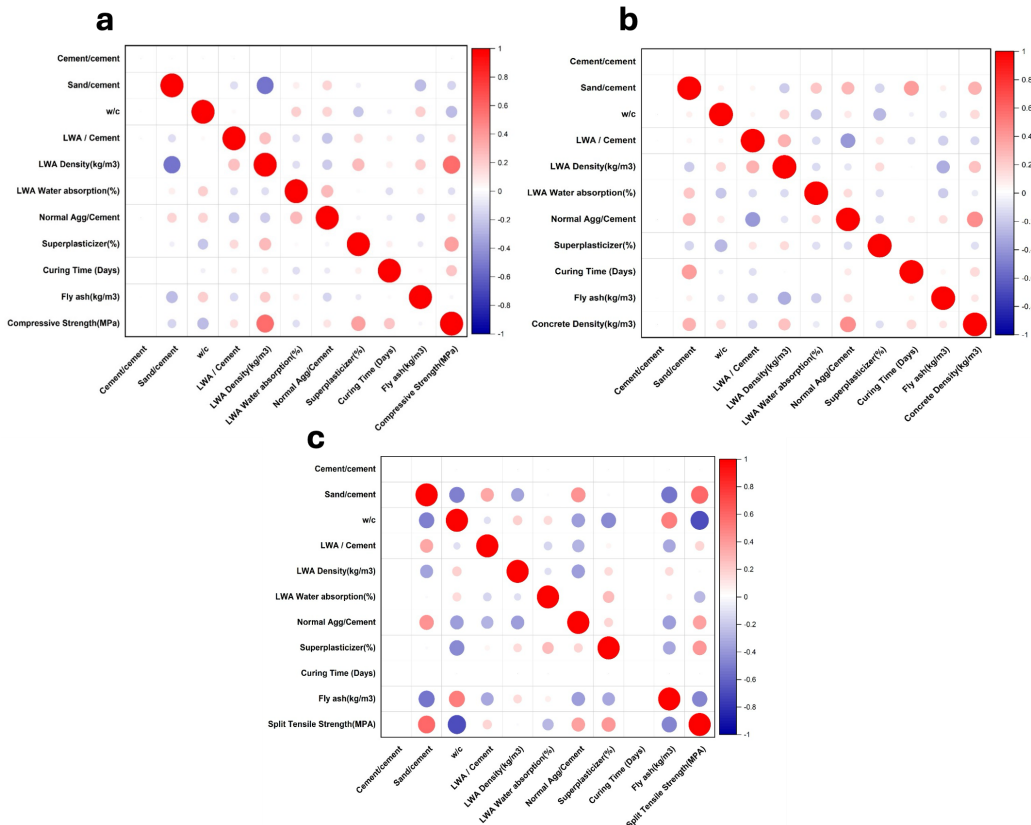 a
Cement/cement
Sand/cement
w/c
LWA / Cement
LWA Density(kg/m3)
LWA Water absorption(%)
Normal Agg/Cement
Superplasticizer(%)
Curing Time (Days)
Fly ash(kg/m3)
Compressive Strength(MPa)
Cement/cement
Sand/cement
w/c
LWA / Cement
LWA Density(kg/m3)
LWA Water absorption(%)
Normal Agg/Cement
Superplasticizer(%)
Curing Time (Days)
Fly ash(kg/m3)
Compressive Strength(MPa)
1
0.8
0.6
0.4
0.2
0
-0.2
-0.4
-0.6
-0.8
-1
b
Cement/cement
Sand/cement
w/c
LWA / Cement
LWA Density(kg/m3)
LWA Water absorption(%)
Normal Agg/Cement
Superplasticizer(%)
Curing Time (Days)
Fly ash(kg/m3)
Concrete Density(kg/m3)
Cement/cement
Sand/cement
w/c
LWA / Cement
LWA Density(kg/m3)
LWA Water absorption(%)
Normal Agg/Cement
Superplasticizer(%)
Curing Time (Days)
Fly ash(kg/m3)
Concrete Density(kg/m3)
1
0.8
0.6
0.4
0.2
0
-0.2
-0.4
-0.6
-0.8
-1
c
Cement/cement
Sand/cement
w/c
LWA / Cement
LWA Density(kg/m3)
LWA Water absorption(%)
Normal Agg/Cement
Superplasticizer(%)
Curing Time (Days)
Fly ash(kg/m3)
Split Tensile Strength(MPA)
Cement/cement
Sand/cement
w/c
LWA / Cement
LWA Density(kg/m3)
LWA Water absorption(%)
Normal Agg/Cement
Superplasticizer(%)
Curing Time (Days)
Fly ash(kg/m3)
Split Tensile Strength(MPA)
1
0.8
0.6
0.4
0.2
0
-0.2
-0.4
-0.6
-0.8
-1